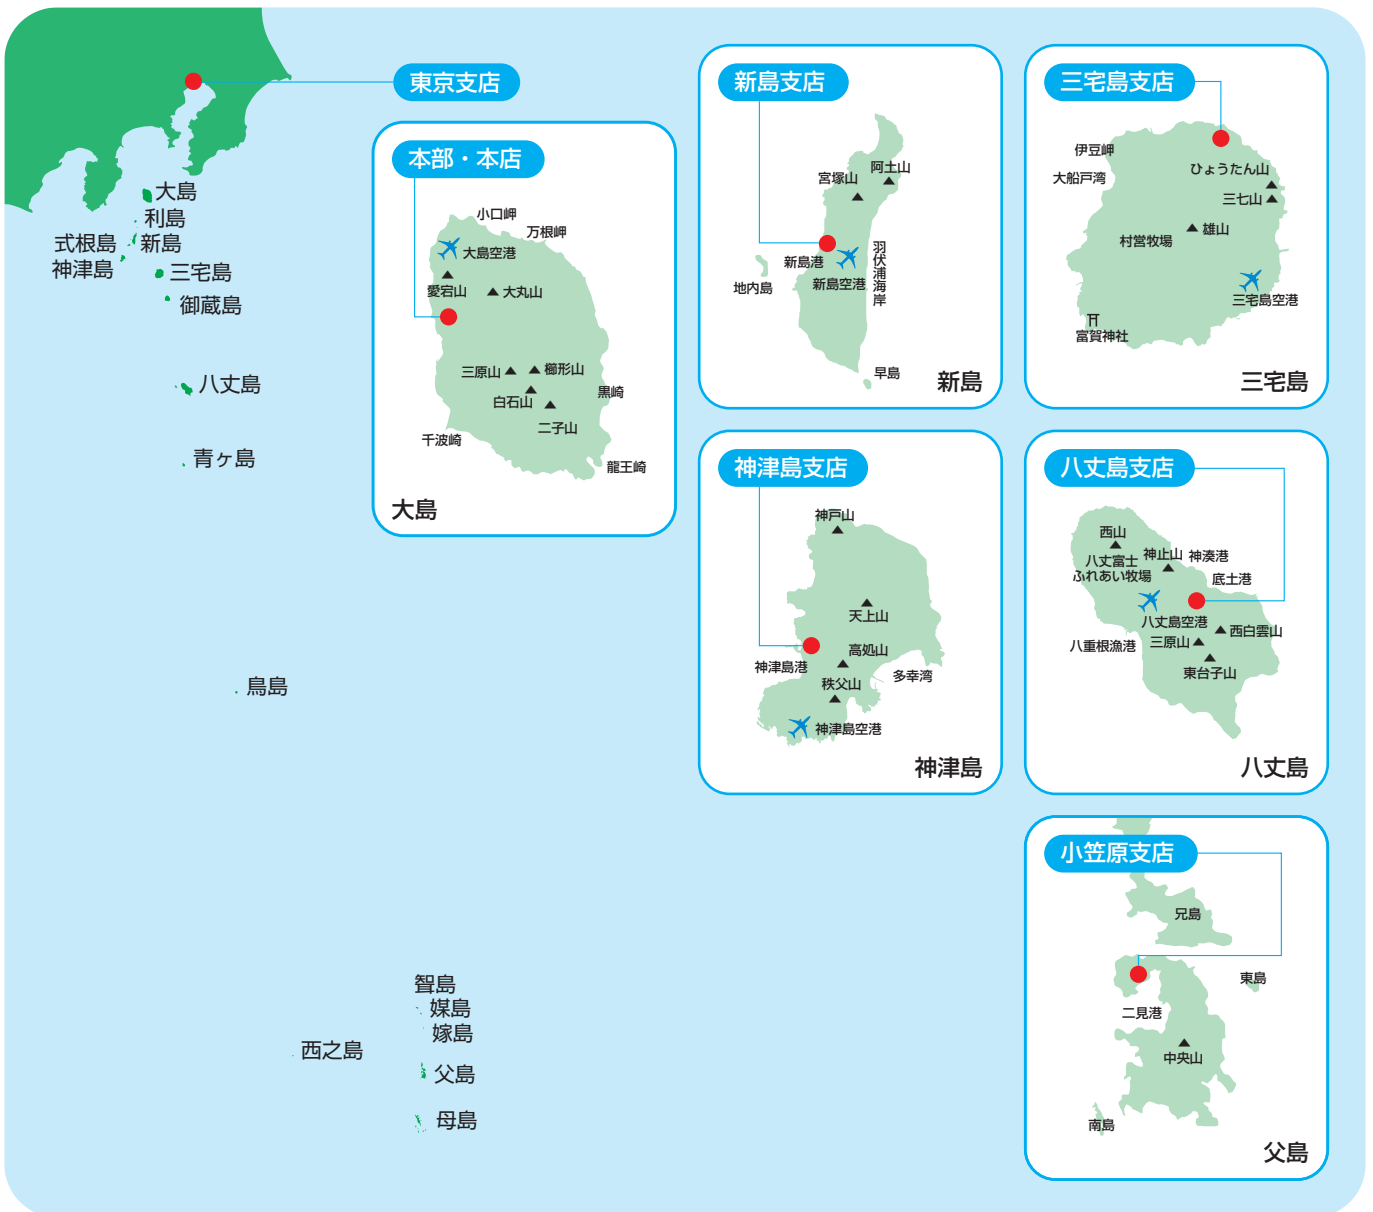 東京支店
大島
利島
式根島
新島
神津島
三宅島
御蔵島
八丈島
青ヶ島
鳥島
聟島
媒島
嫁島
西之島
父島
母島
本部・本店
小口岬
万根岬
大島空港
愛宕山
大丸山
三原山
櫛形山
白石山
黒崎
二子山
千波崎
龍王崎
大島
新島支店
阿土山
宮塚山
新島港
羽伏浦海岸
地内島
新島空港
早島
新島
三宅島支店
伊豆岬
大船戸湾
ひょうたん山
三七山
雄山
村営牧場
三宅島空港
富賀神社
三宅島
神津島支店
神戸山
天上山
高処山
神津島港
多幸湾
秩父山
神津島空港
神津島
八丈島支店
西山
神止山
神湊港
八丈富士
ふれあい牧場
底土港
八丈島空港
西白雲山
八重根漁港
三原山
東台子山
八丈島
小笠原支店
兄島
東島
二見港
中央山
南島
父島